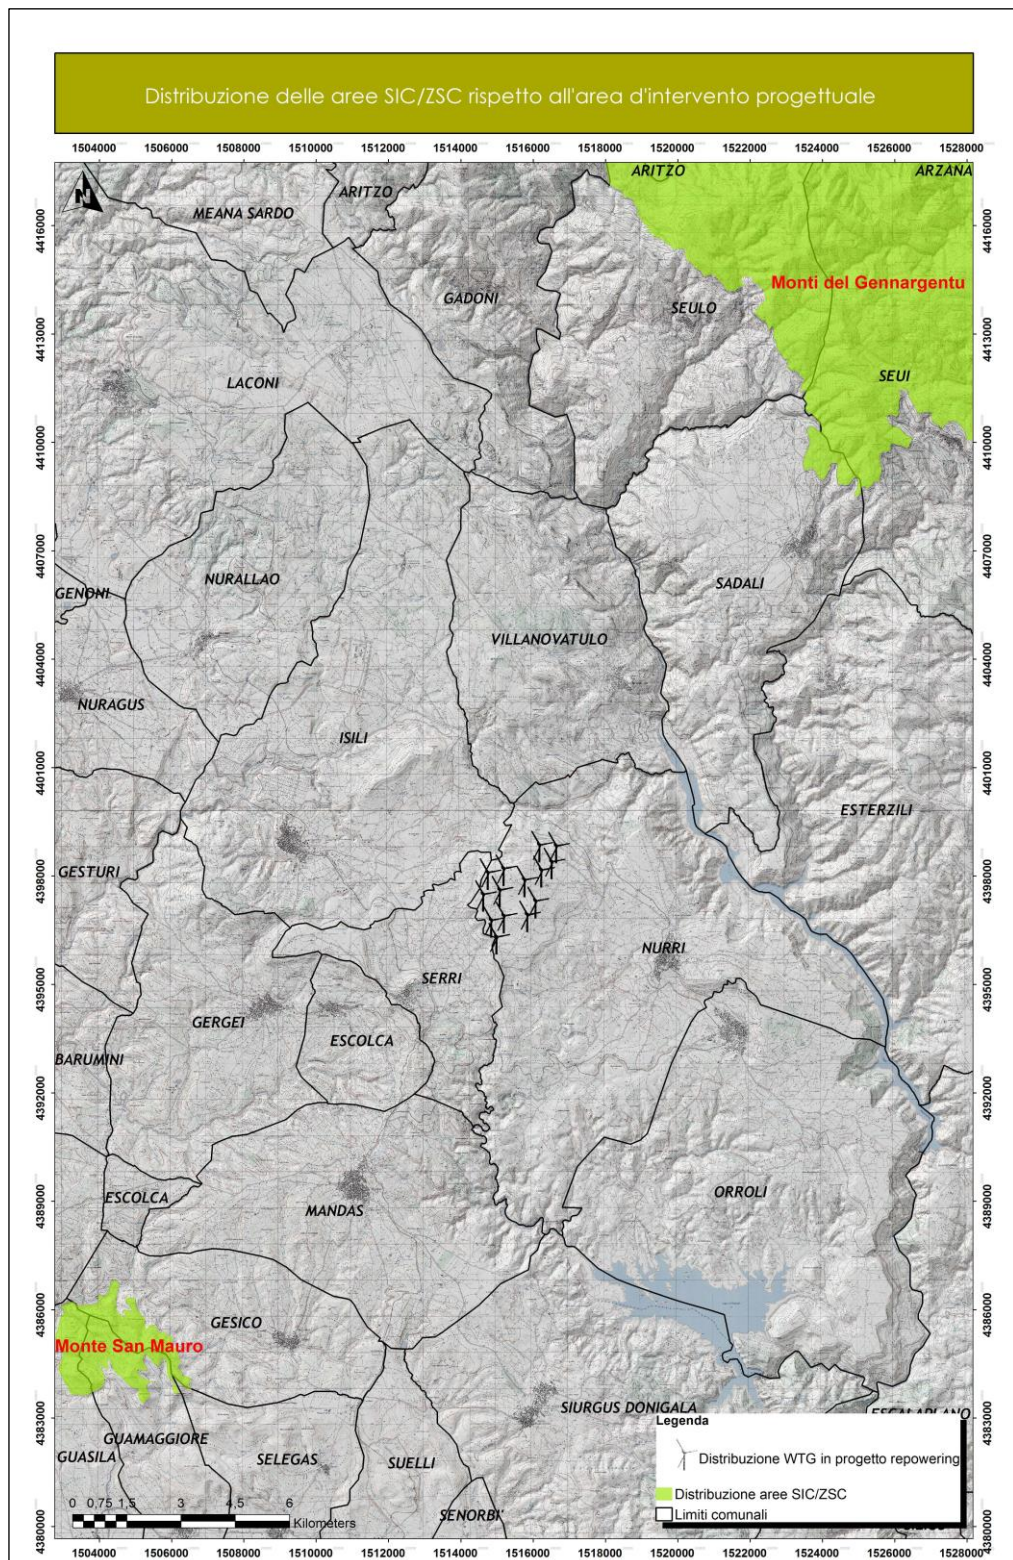 Distribuzione delle aree SIC/ZSC rispetto all'area d'intervento progettuale
1504000 1506000 1508000 1510000 1512000 1514000 1516000 1518000 1520000 1522000 1524000 1526000 1528000
N
ARITZO
ARITZO
ARZANA
MEANA SARDO
4416000
4416000
Monti del Gennargentu
GADONI
SEULO
4413000
4413000
LACONI
SEUI
4410000
4410000
4407000
4407000
NURALLAO
SADALI
GENONI
VILLANOVATULO
4404000
4404000
NURAGUS
ISILI
4401000
4401000
ESTERZILI
GESTURI
4398000
4398000
NURRI
SERRI
4395000
4395000
GERGEI
ESCOLCA
BARUMINI
4392000
4392000
ESCOLCA
ORROLI
4389000
4389000
MANDAS
4386000
4386000
GESICO
Monte San Mauro
SIURGUS DONIGALA
ESCALAPLANO
4383000
4383000
Legenda
GUAMAGGIORE
GUASILA
SELEGAS
SUELLI
Distribuzione WTG in progetto repowering
Distribuzione aree SIC/ZSC
0 0,75 1,5 3 4,5 6
Kilometers
SENORBI'
Limiti comunali
4380000
4380000
1504000 1506000 1508000 1510000 1512000 1514000 1516000 1518000 1520000 1522000 1524000 1526000 1528000